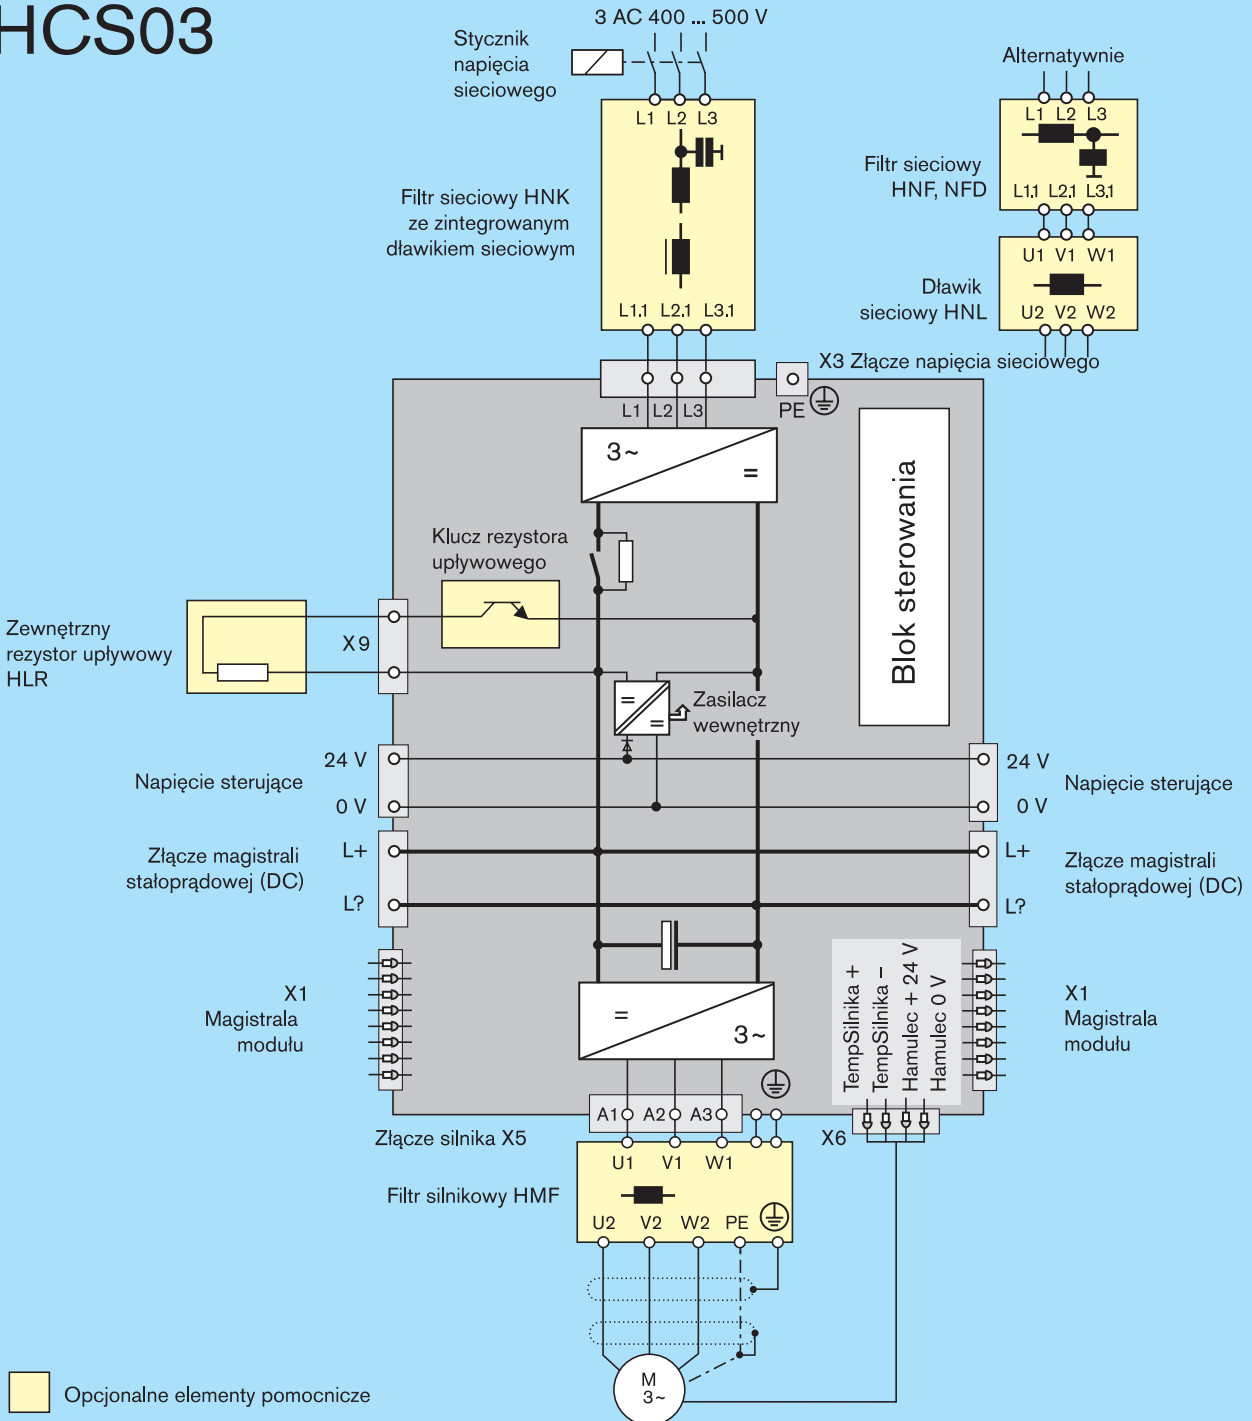 HCS03
3 AC 400 ... 500 V
Stycznik
napięcia
sieciowego
Alternatywnie
L1 L2 L3
L1 L2 L3
Filtr sieciowy
HNF, NFD
L1.1 L2.1 L3.1
Filtr sieciowy HNK
ze zintegrowanym
dławikiem sieciowym
U1 V1 W1
Dławik
sieciowy HNL
U2 V2 W2
L1.1 L2.1 L3.1
X3 Złącze napięcia sieciowego
L1 L2 L3
PE
3~
=
Blok sterowania
Klucz rezystora
upływowego
Zewnętrzny
rezystor upływowy
HLR
X9
=
=
Zasilacz
wewnętrzny
24 V
Napięcie sterujące
0 V
24 V
Napięcie sterujące
0 V
L+
Złącze magistrali
stałoprądowej (DC)
L?
L+
Złącze magistrali
stałoprądowej (DC)
L?
X1
Magistrala
modułu
=
3~
TempSilnika +
TempSilnika –
Hamulec + 24 V
Hamulec 0 V
X1
Magistrala
modułu
A1 A2 A3
Złącze silnika X5
X6
U1 V1 W1
Filtr silnikowy HMF
U2 V2 W2 PE
M
3~
Opcjonalne elementy pomocnicze